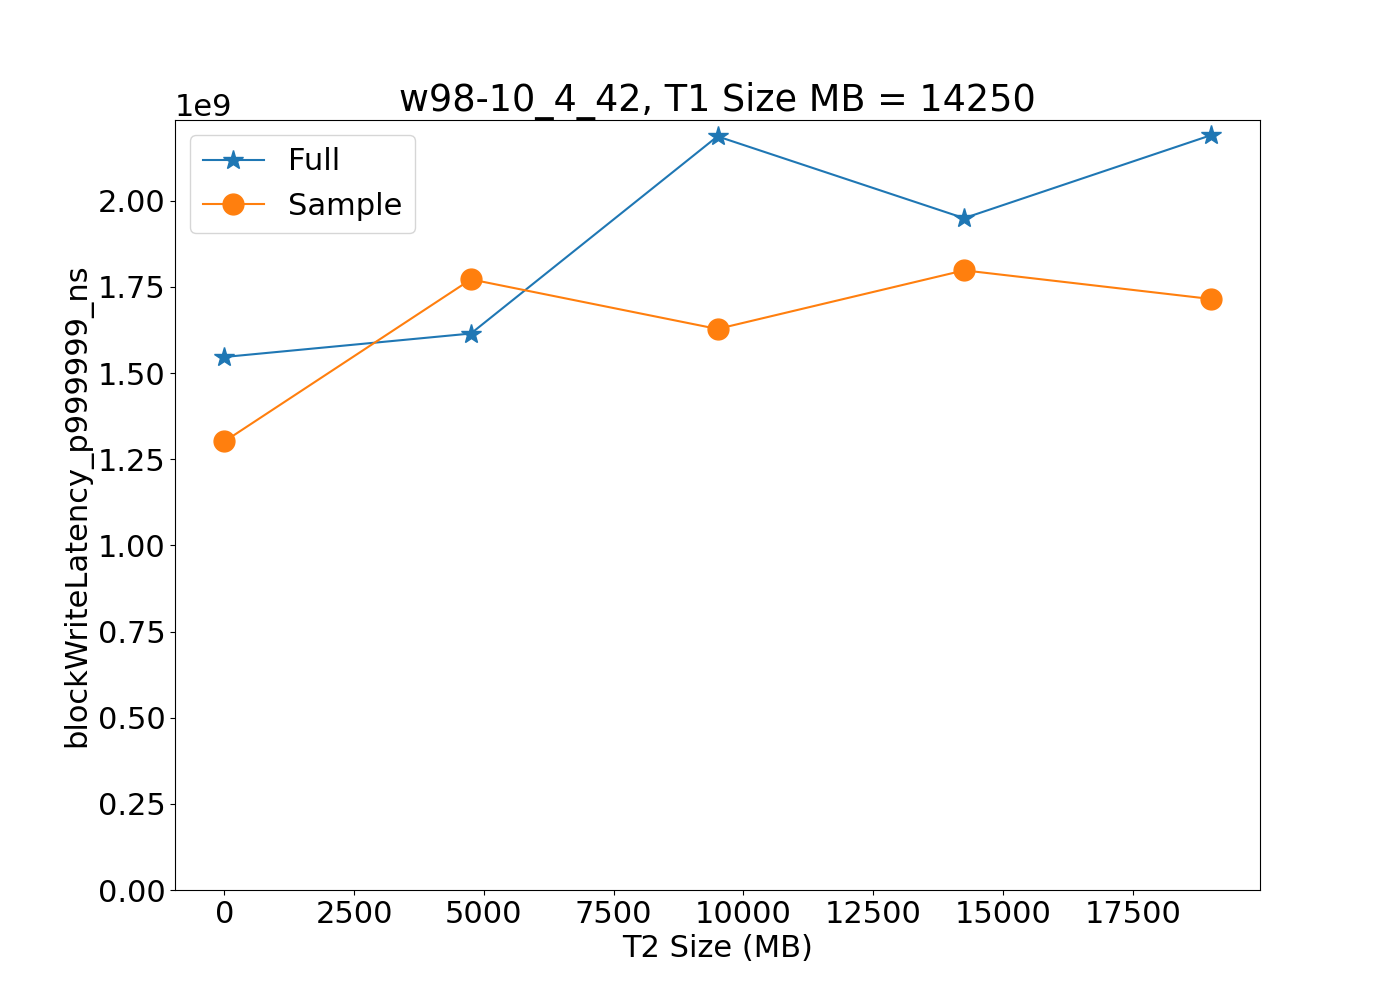 w98-10_4_42, T1 Size MB = 14250
1e9
Full
Sample
2.00
1.75
1.50
1.25
1.00
0.75
0.50
0.25
0.00
blockWriteLatency_p999999_ns
0 2500 5000 7500 10000 12500 15000 17500
T2 Size (MB)